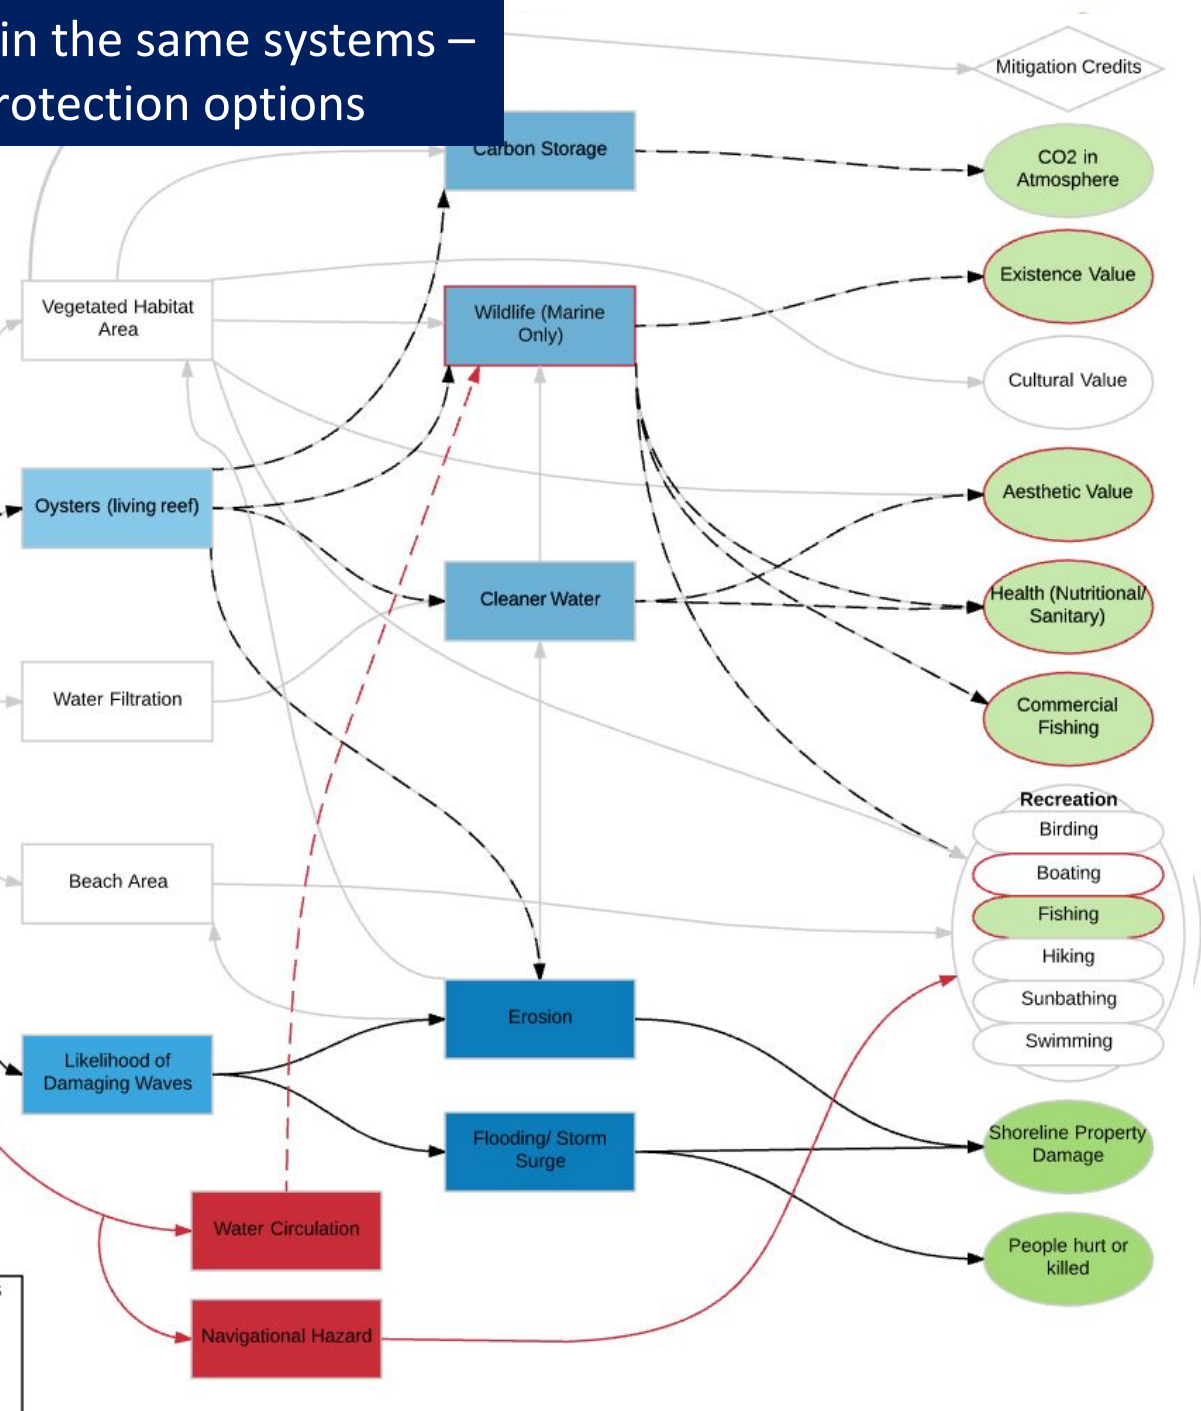 in the same systems –
rotection options
Mitigation Credits
Carbon Storage
CO2 in
Atmosphere
Existence Value
Vegetated Habitat
Area
Wildlife (Marine
Only)
Cultural Value
Oysters (living reef)
Aesthetic Value
Cleaner Water
Health (Nutritional/
Sanitary)
Water Filtration
Commercial
Fishing
Recreation
Birding
Beach Area
Boating
Fishing
Hiking
Sunbathing
Swimming
Erosion
Likelihood of
Damaging Waves
Flooding/ Storm
Surge
Shoreline Property
Damage
Water Circulation
People hurt or
killed
Navigational Hazard